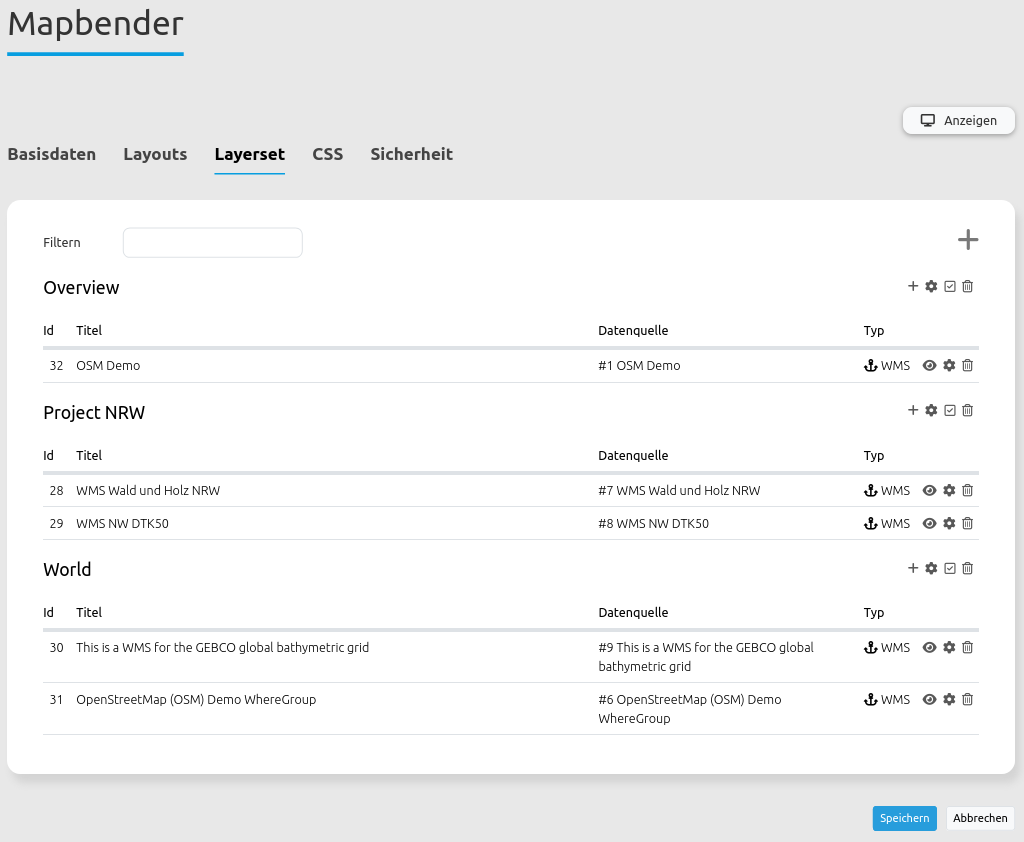 Mapbender
Anzeigen
Basisdaten Layouts Layerset CSS Sicherheit
Filtern
Overview
Id Titel Datenquelle Typ
32 OSM Demo #1 OSM Demo WMS
Project NRW
Id Titel Datenquelle Typ
28 WMS Wald und Holz NRW #7 WMS Wald und Holz NRW WMS
29 WMS NW DTK50 #8 WMS NW DTK50 WMS
World
Id Titel Datenquelle Typ
30 This is a WMS for the GEBCO global bathymetric grid #9 This is a WMS for the GEBCO global WMS
bathymetric grid
31 OpenStreetMap (OSM) Demo WhereGroup #6 OpenStreetMap (OSM) Demo WMS
WhereGroup
Speichern Abbrechen